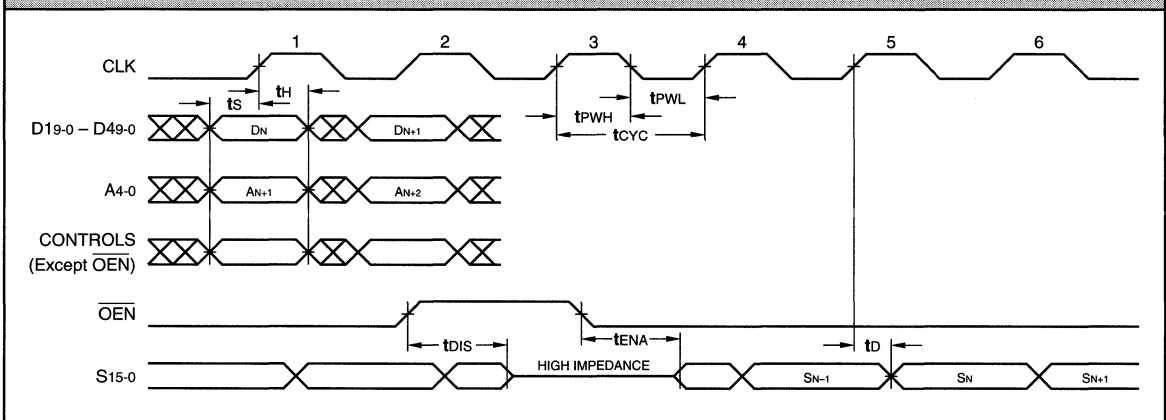 1 2 3 4 5 6
CLK
tS tH
tPWH tPWL
tCYC
D19-0 – D49-0 DN DN+1
A4-0 AN+1 AN+2
CONTROLS
(Except OEN)
OEN
tDIS tENA tD
S15-0 HIGH IMPEDANCE SN–1 SN SN+1